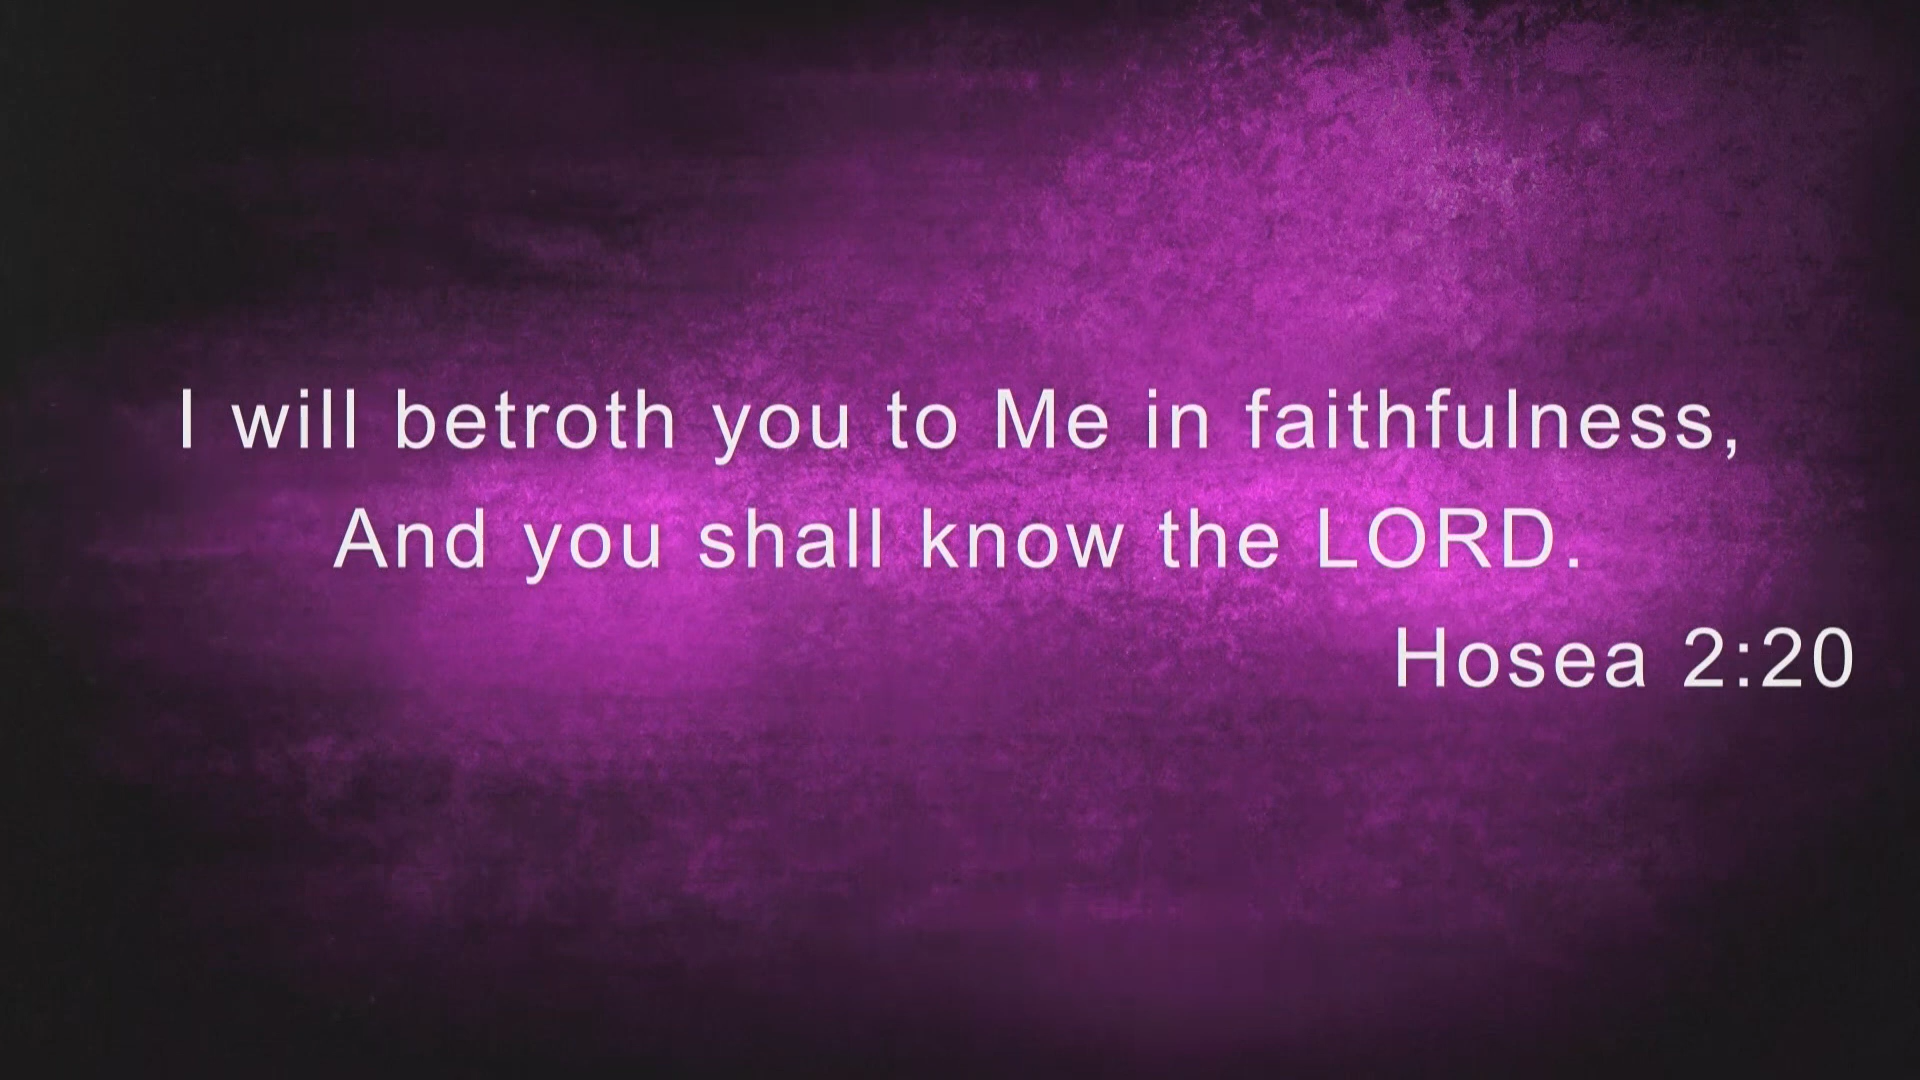 I will betroth you to Me in faithfulness,
And you shall know the LORD.
Hosea 2:20